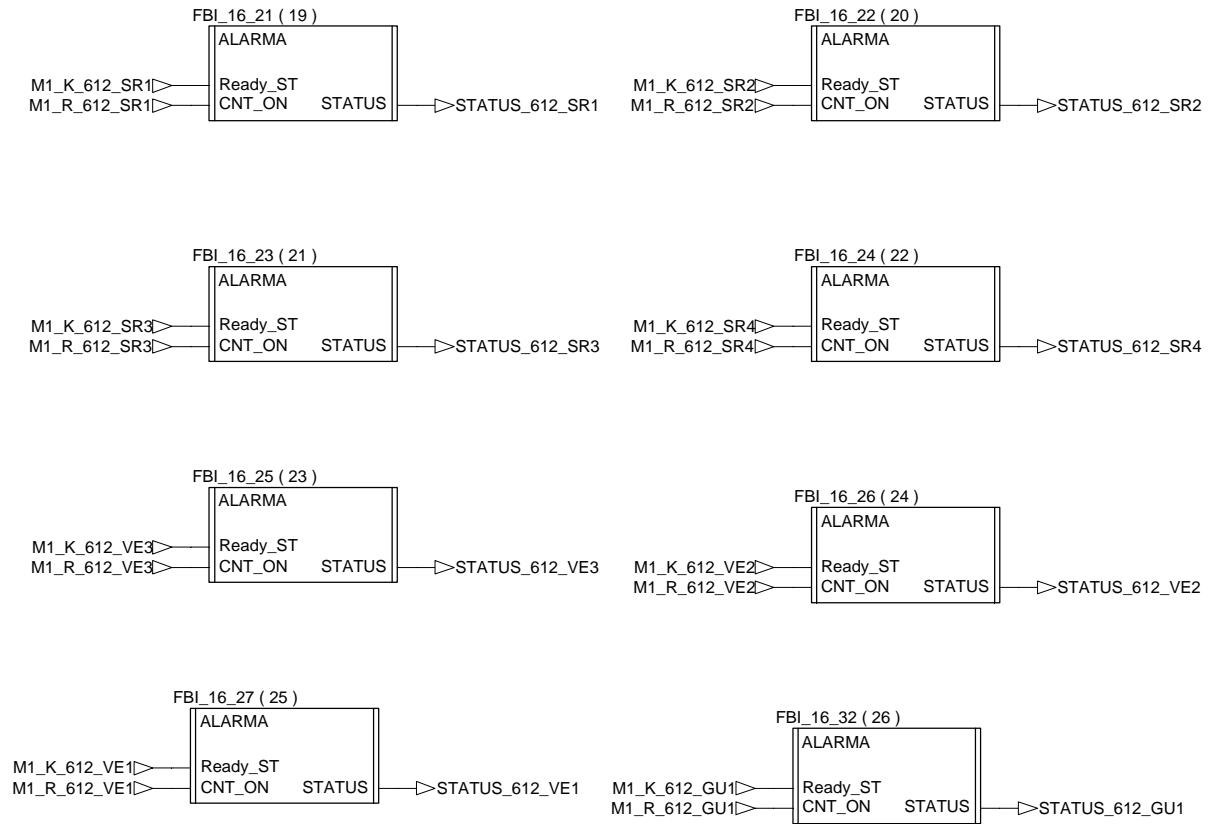 FBI_16_21 ( 19 )
ALARMA
M1_K_612_SR1 Ready_ST
M1_R_612_SR1 CNT_ON STATUS STATUS_612_SR1
FBI_16_22 ( 20 )
ALARMA
M1_K_612_SR2 Ready_ST
M1_R_612_SR2 CNT_ON STATUS STATUS_612_SR2
FBI_16_23 ( 21 )
ALARMA
M1_K_612_SR3 Ready_ST
M1_R_612_SR3 CNT_ON STATUS STATUS_612_SR3
FBI_16_24 ( 22 )
ALARMA
M1_K_612_SR4 Ready_ST
M1_R_612_SR4 CNT_ON STATUS STATUS_612_SR4
FBI_16_25 ( 23 )
ALARMA
M1_K_612_VE3 Ready_ST
M1_R_612_VE3 CNT_ON STATUS STATUS_612_VE3
FBI_16_26 ( 24 )
ALARMA
M1_K_612_VE2 Ready_ST
M1_R_612_VE2 CNT_ON STATUS STATUS_612_VE2
FBI_16_27 ( 25 )
ALARMA
M1_K_612_VE1 Ready_ST
M1_R_612_VE1 CNT_ON STATUS STATUS_612_VE1
FBI_16_32 ( 26 )
ALARMA
M1_K_612_GU1 Ready_ST
M1_R_612_GU1 CNT_ON STATUS STATUS_612_GU1